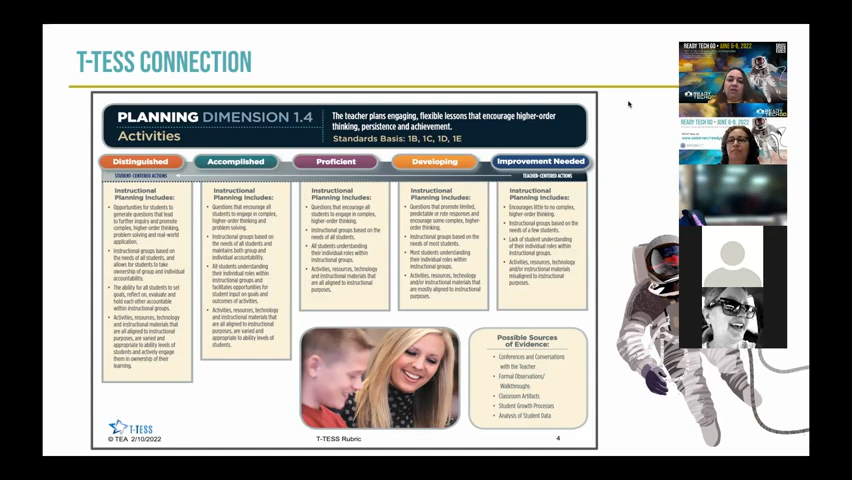 T-TESS CONNECTION
PLANNING DIMENSION 1.4
Activities
The teacher plans engaging, flexible lessons that encourage higher-order
thinking, persistence and achievement.
Standards Basis: 1B, 1C, 1D, 1E
Distinguished
Accomplished
Proficient
Developing
Improvement Needed
STUDENT-CENTERED ACTIONS
TEACHER-CENTERED ACTIONS
Instructional
Planning Includes:
• Opportunities for students to
generate questions that lead
to further inquiry and promote
complex, higher-order thinking,
problem solving and real-world
application.
• Instructional groups based on
the needs of all students, and
allows for students to take
ownership of group and individual
accountability.
• The ability for all students to set
goals, reflect on, evaluate and
hold each other accountable
within instructional groups.
• Activities, resources, technology
and instructional materials that
are all aligned to instructional
purposes, are varied and
appropriate to ability levels of
students and actively engage
them in ownership of their
learning.
Instructional
Planning Includes:
• Questions that encourage all
students to engage in complex,
higher-order thinking and
problem solving.
• Instructional groups based on
the needs of all students and
maintains both group and
individual accountability.
• All students understanding
their individual roles within
instructional groups and
facilitates opportunities for
student input on goals and
outcomes of activities.
• Activities, resources, technology
and instructional materials that
are all aligned to instructional
purposes, are varied and
appropriate to ability levels of
students.
Instructional
Planning Includes:
• Questions that encourage all
students to engage in complex,
higher-order thinking.
• Instructional groups based on the
needs of all students.
• All students understanding
their individual roles within
instructional groups.
• Activities, resources, technology
and instructional materials that
are all aligned to instructional
purposes.
Instructional
Planning Includes:
• Questions that promote limited,
predictable or rote responses and
encourage some complex, higher-
order thinking.
• Instructional groups based on the
needs of most students.
• Most students understanding
their individual roles within
instructional groups.
• Activities, resources, technology
and/or instructional materials that
are mostly aligned to instructional
purposes.
Instructional
Planning Includes:
• Encourages little to no complex,
higher-order thinking.
• Instructional groups based on the
needs of a few students.
• Lack of student understanding
of their individual roles within
instructional groups.
• Activities, resources, technology
and/or instructional materials
misaligned to instructional
purposes.
Possible Sources
of Evidence:
• Conferences and Conversations
with the Teacher
• Formal Observations/
Walkthroughs
• Classroom Artifacts
• Student Growth Processes
• Analysis of Student Data
T-TESS
© TEA 2/10/2022
T-TESS Rubric
4
READY TECH GO • JUNE 6-8, 2022
READY TECH GO • JUNE 6-8, 2022